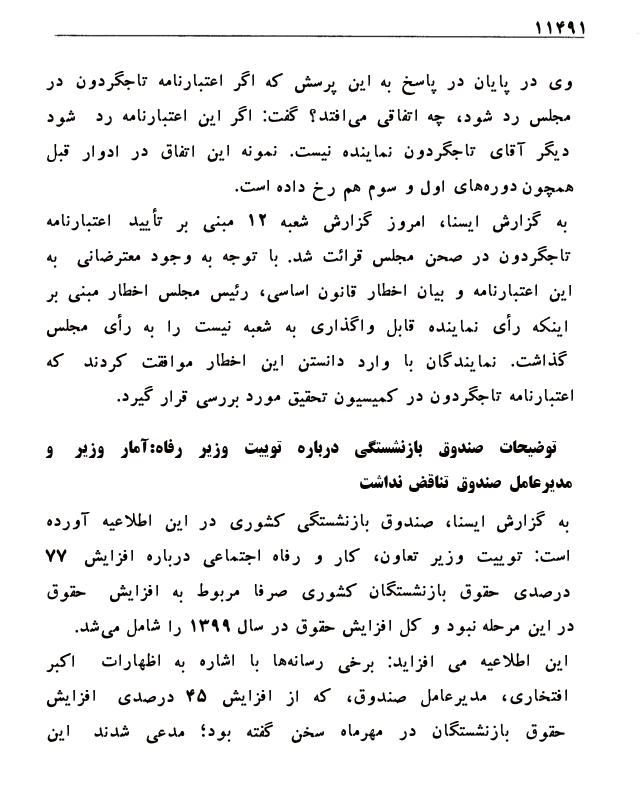 ۱۱۴۹۱
وی در پایان در پاسخ به این پرسش که اگر اعتبارنامه تاجگردون در
مجلس رد شود، چه اتفاقی می‌افتد؟ گفت: اگر این اعتبارنامه رد شود
دیگر آقای تاجگردون نماینده نیست. نمونه این اتفاق در ادوار قبل
همچون دوره‌های اول و سوم هم رخ داده است.
به گزارش ایسنا، امروز گزارش شعبه ۱۲ مبنی بر تأیید اعتبارنامه
تاجگردون در صحن مجلس قرائت شد. با توجه به وجود معترضانی به
این اعتبارنامه و بیان اخطار قانون اساسی، رئیس مجلس اخطار مبنی بر
اینکه رأی نماینده قابل واگذاری به شعبه نیست را به رأی مجلس
گذاشت. نمایندگان با وارد دانستن این اخطار موافقت کردند که
اعتبارنامه تاجگردون در کمیسیون تحقیق مورد بررسی قرار گیرد.
توضیحات صندوق بازنشستگی درباره توییت وزیر رفاه:آمار وزیر و
مدیرعامل صندوق تناقض نداشت
به گزارش ایسنا، صندوق بازنشستگی کشوری در این اطلاعیه آورده
است: توییت وزیر تعاون، کار و رفاه اجتماعی درباره افزایش ۷۷
درصدی حقوق بازنشستگان کشوری صرفا مربوط به افزایش حقوق
در این مرحله نبود و کل افزایش حقوق در سال ۱۳۹۹ را شامل می‌شد.
این اطلاعیه می افزاید: برخی رسانه‌ها با اشاره به اظهارات اکبر
افتخاری، مدیرعامل صندوق، که از افزایش ۴۵ درصدی افزایش
حقوق بازنشستگان در مهرماه سخن گفته بود؛ مدعی شدند این